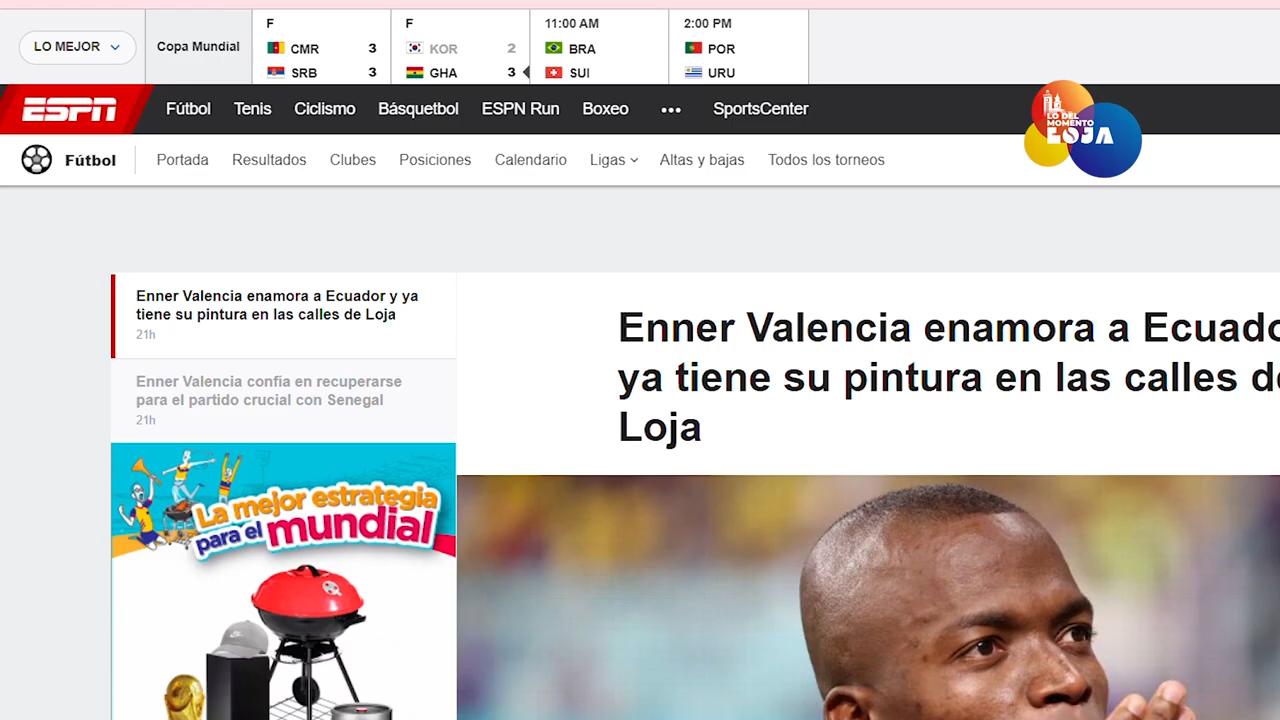 LO MEJOR
Copa Mundial
F
CMR 3
SRB 3
F
KOR 2
GHA 3
11:00 AM
BRA
SUI
2:00 PM
POR
URU
ESPN
Fútbol Tenis Ciclismo Básquetbol ESPN Run Boxeo ••• SportsCenter
LO DEL
MOMENTO
LOJA
Fútbol Portada Resultados Clubes Posiciones Calendario Ligas Altas y bajas Todos los torneos
Enner Valencia enamora a Ecuador y ya
tiene su pintura en las calles de Loja
21h
Enner Valencia confía en recuperarse
para el partido crucial con Senegal
21h
La mejor estrategia
para el mundial
Enner Valencia enamora a Ecuado
ya tiene su pintura en las calles de
Loja